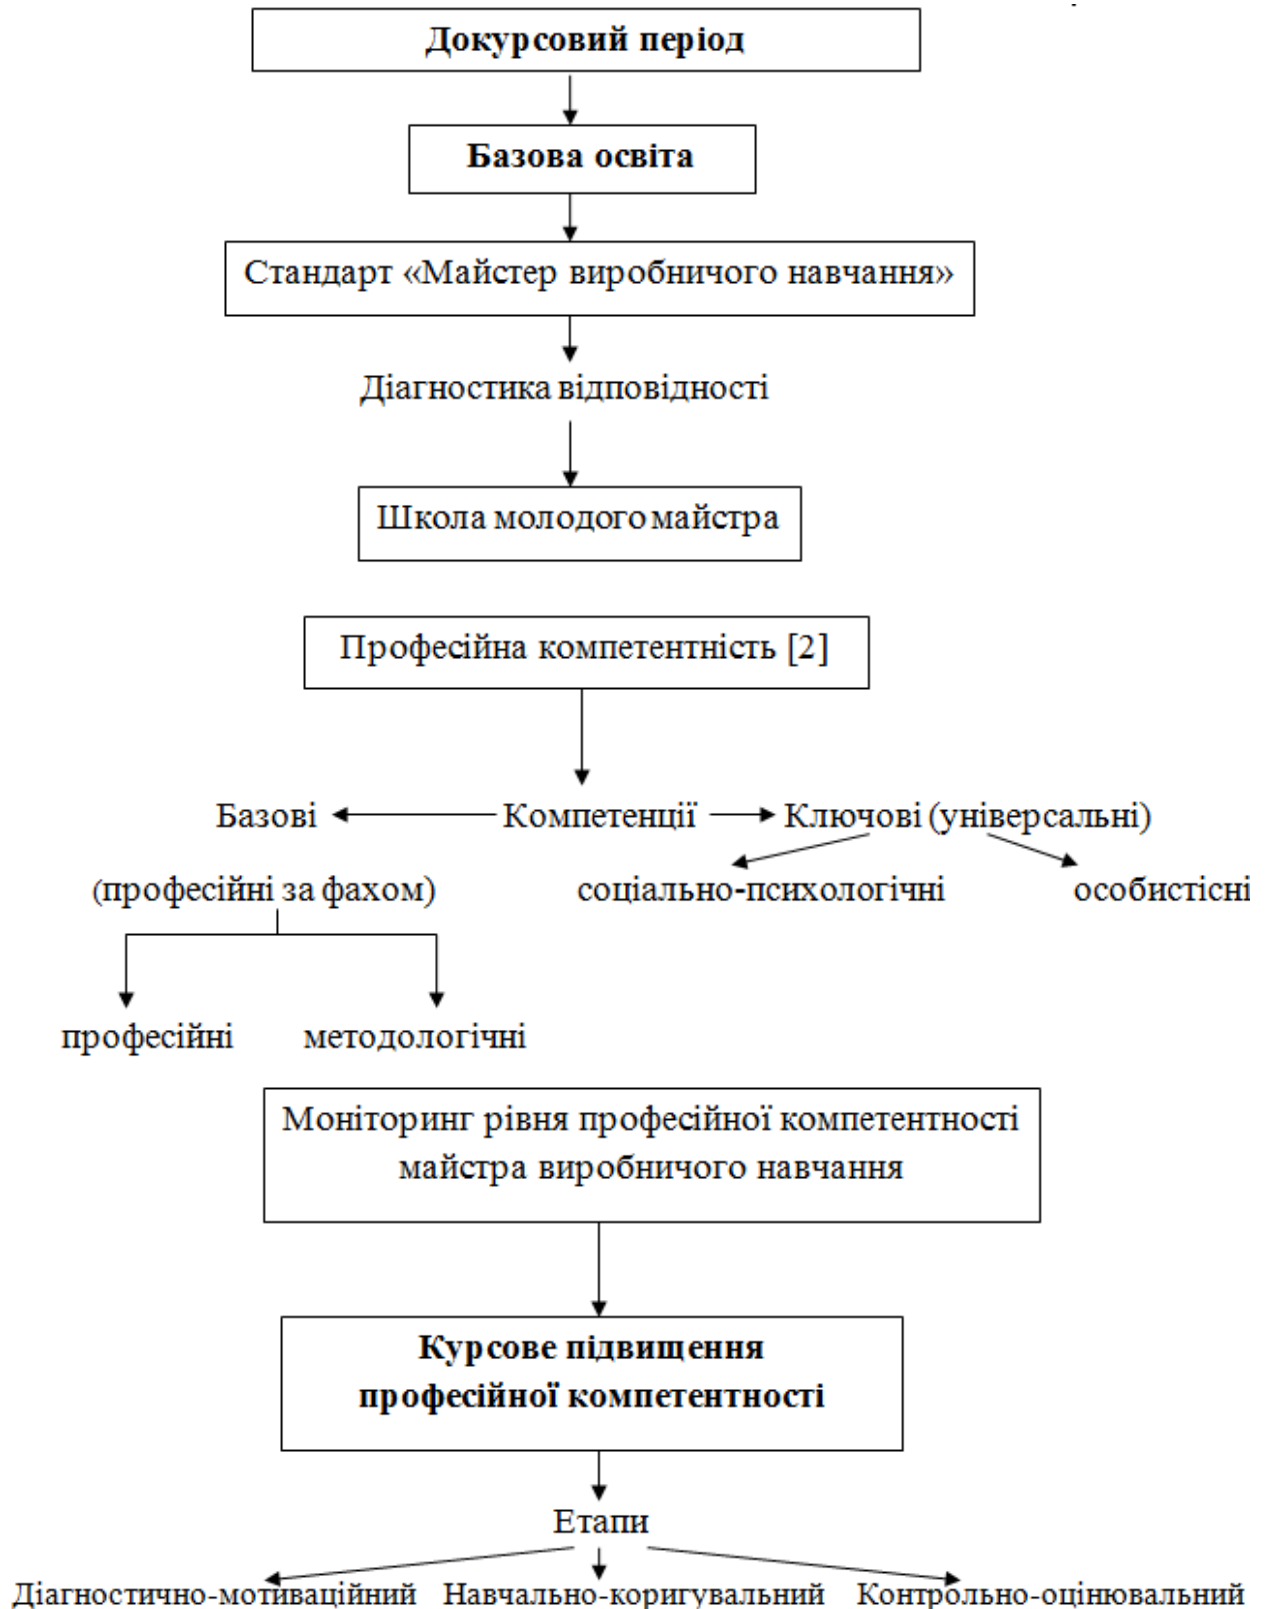 Докурсовий період
Базова освіта
Стандарт «Майстер виробничого навчання»
Діагностика відповідності
Школа молодого майстра
Професійна компетентність [2]
Базові Компетенції Ключові (універсальні)
(професійні за фахом) соціально-психологічні особистісні
професійні методологічні
Моніторинг рівня професійної компетентності
майстра виробничого навчання
Курсове підвищення
професійної компетентності
Етапи
Діагностично-мотиваційний Навчально-коригувальний Контрольно-оцінювальний